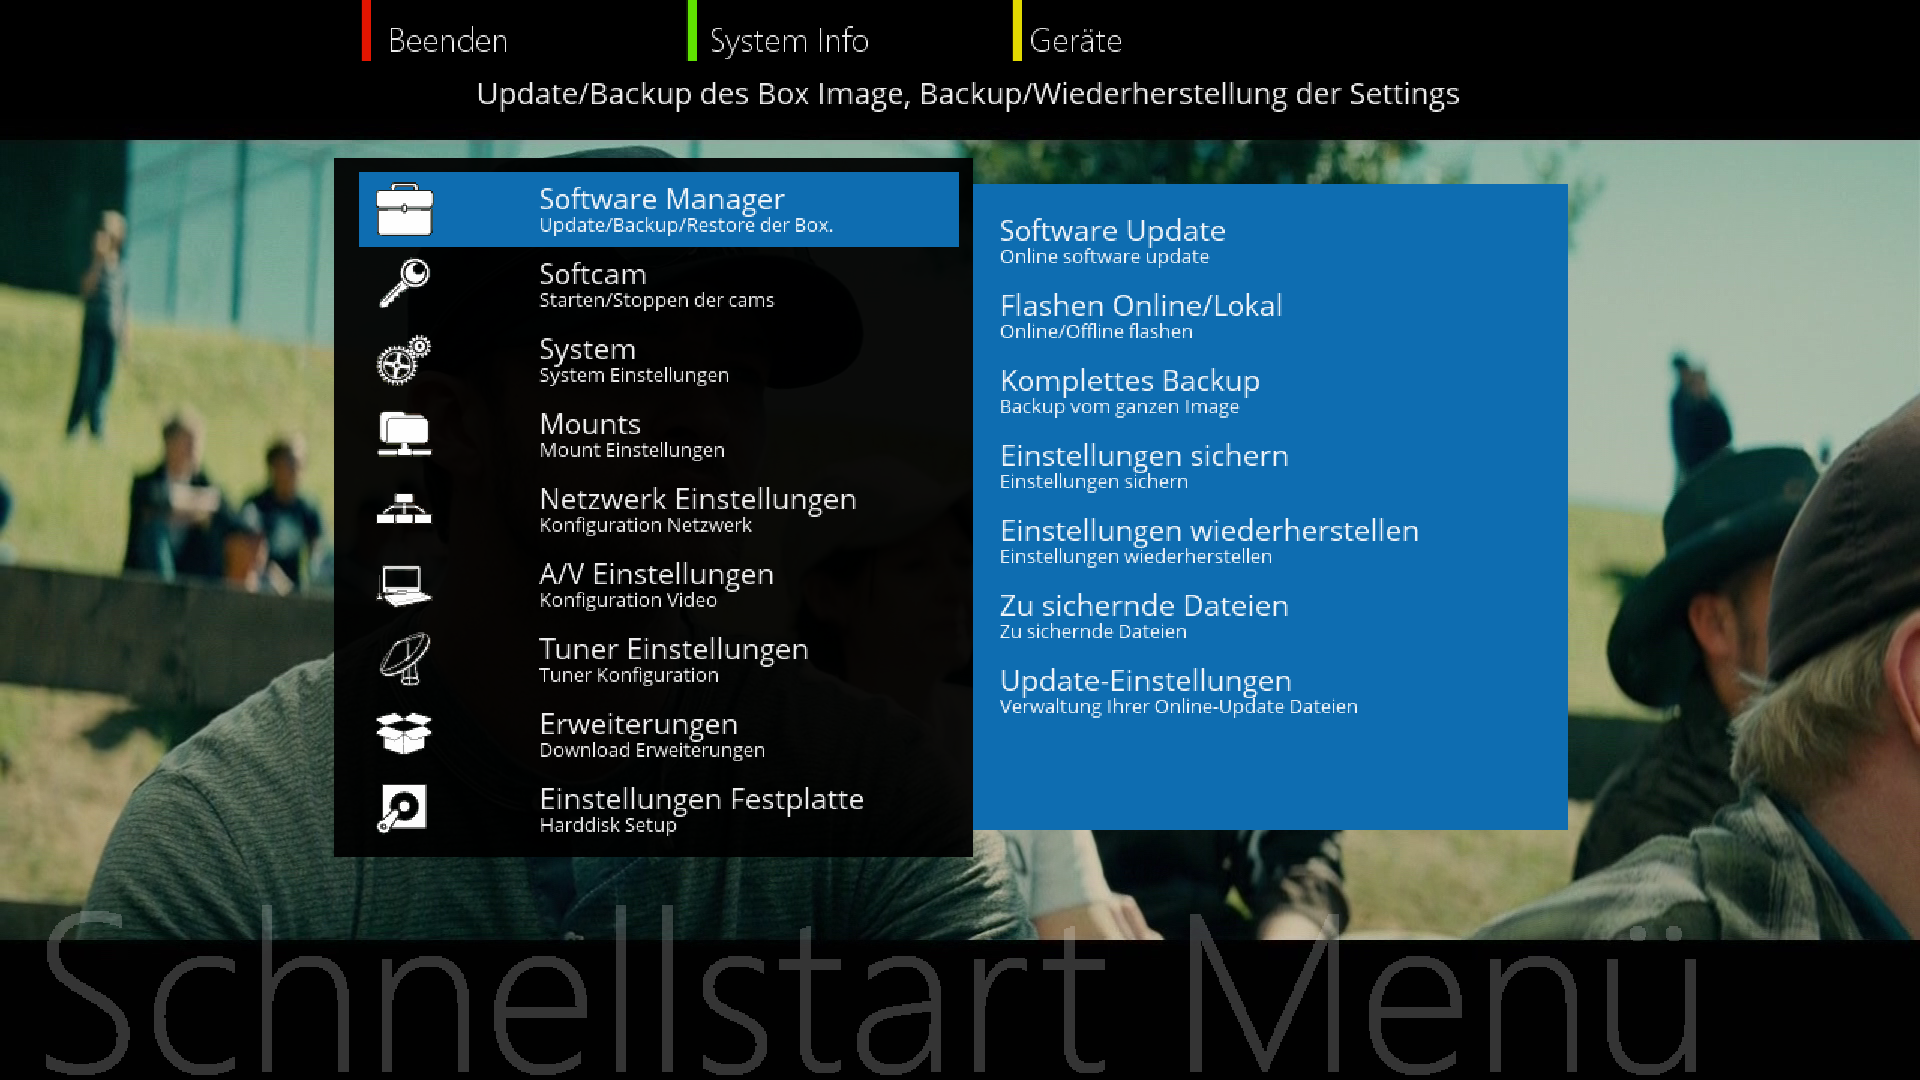 Beenden
System Info
Geräte
Update/Backup des Box Image, Backup/Wiederherstellung der Settings
Software Manager
Update/Backup/Restore der Box.
Softcam
Starten/Stoppen der cams
System
System Einstellungen
Mounts
Mount Einstellungen
Netzwerk Einstellungen
Konfiguration Netzwerk
A/V Einstellungen
Konfiguration Video
Tuner Einstellungen
Tuner Konfiguration
Erweiterungen
Download Erweiterungen
Einstellungen Festplatte
Harddisk Setup
Software Update
Online software update
Flashen Online/Lokal
Online/Offline flashen
Komplettes Backup
Backup vom ganzen Image
Einstellungen sichern
Einstellungen sichern
Einstellungen wiederherstellen
Einstellungen wiederherstellen
Zu sichernde Dateien
Zu sichernde Dateien
Update-Einstellungen
Verwaltung Ihrer Online-Update Dateien
Schnellstart Menü